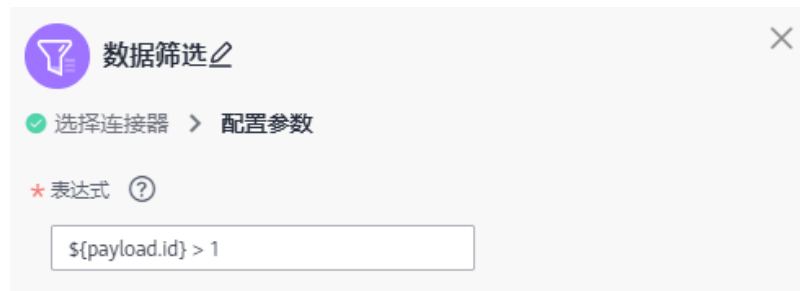 数据筛选
选择连接器 > 配置参数
* 表达式 ?
${payload.id} > 1